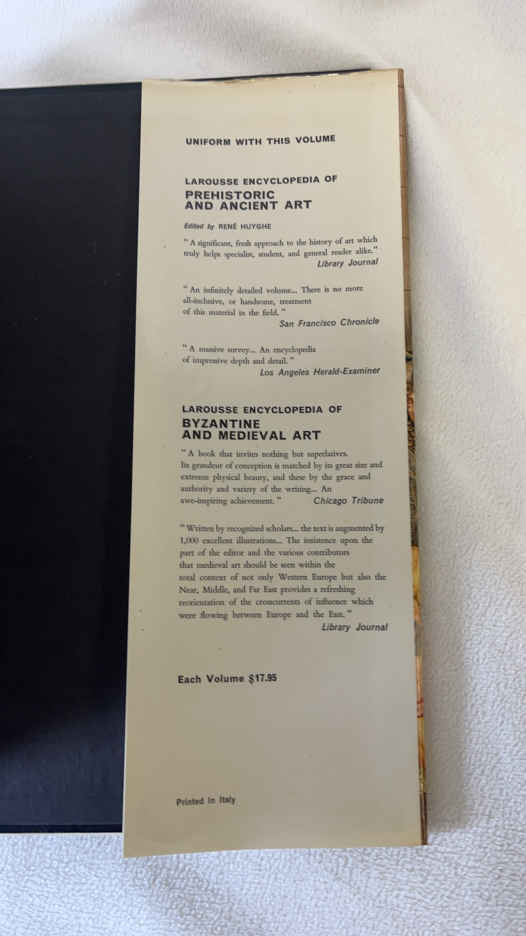 UNIFORM WITH THIS VOLUME
LAROUSSE ENCYCLOPEDIA OF
PREHISTORIC
AND ANCIENT ART
Edited by RENÉ HUYGHE
" A significant, fresh approach to the history of art which
truly helps specialist, student, and general reader alike."
Library Journal
" An infinitely detailed volume... There is no more
all-inclusive, or handsome, treatment
of this material in the field. "
San Francisco Chronicle
" A massive survey... An encyclopedia
of impressive depth and detail. "
Los Angeles Herald-Examiner
LAROUSSE ENCYCLOPEDIA OF
BYZANTINE
AND MEDIEVAL ART
" A book that invites nothing but superlatives.
Its grandeur of conception is matched by its great size and
extreme physical beauty, and these by the grace and
authority and variety of the writing... An
awe-inspiring achievement. " Chicago Tribune
" Written by recognized scholars... the text is augmented by
1,000 excellent illustrations... The insistence upon the
part of the editor and the various contributors
that medieval art should be seen within the
total context of not only Western Europe but also the
Near, Middle, and Far East provides a refreshing
reorientation of the crosscurrents of influence which
were flowing between Europe and the East. "
Library Journal
Each Volume $17.95
Printed in Italy